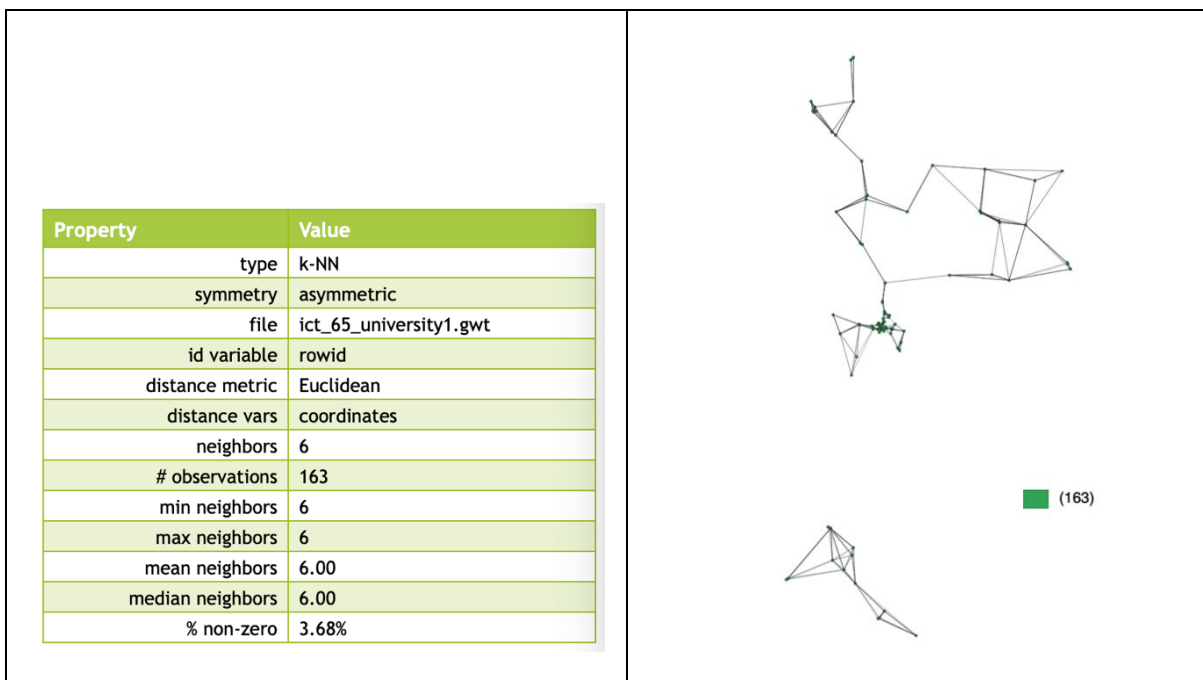 Property Value
type k-NN
symmetry asymmetric
file ict_65_university1.gwt
id variable rowid
distance metric Euclidean
distance vars coordinates
neighbors 6
# observations 163
min neighbors 6
max neighbors 6
mean neighbors 6.00
median neighbors 6.00
% non-zero 3.68%
(163)